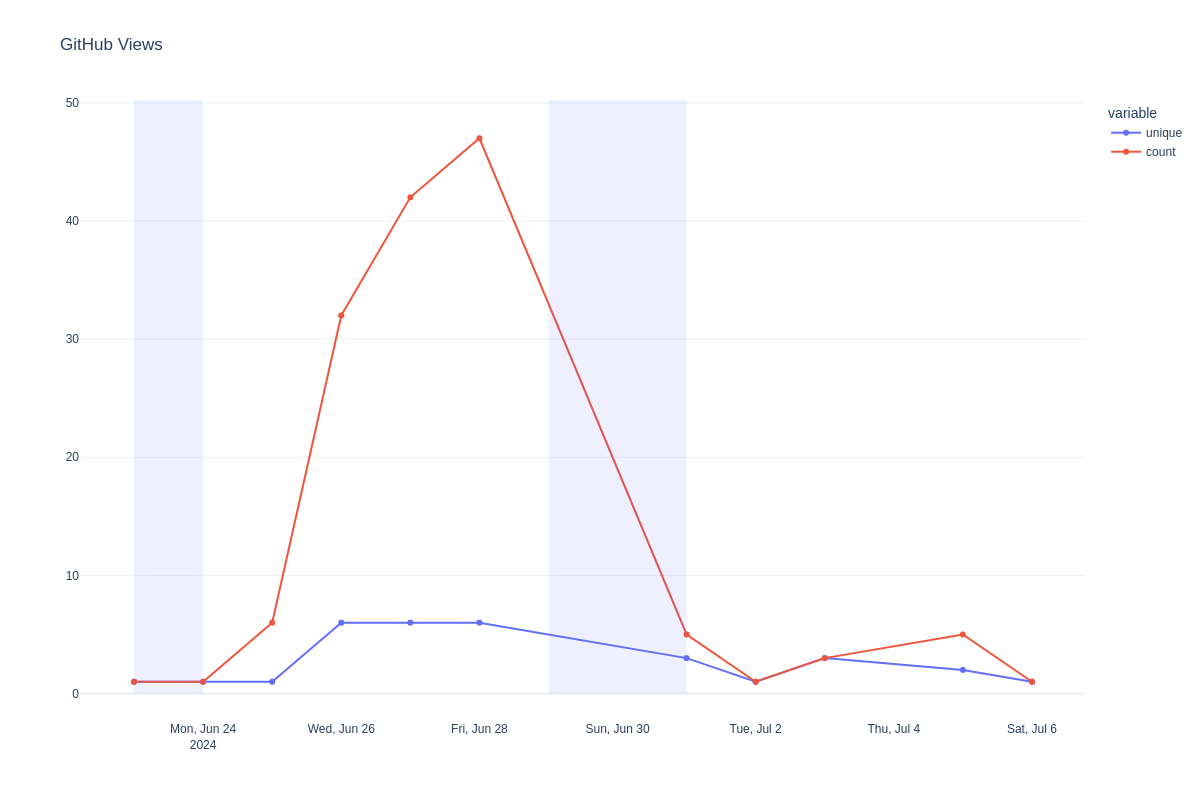 GitHub Views
50
40
30
20
10
0
Mon, Jun 24
2024
Wed, Jun 26
Fri, Jun 28
Sun, Jun 30
Tue, Jul 2
Thu, Jul 4
Sat, Jul 6
variable
unique
count